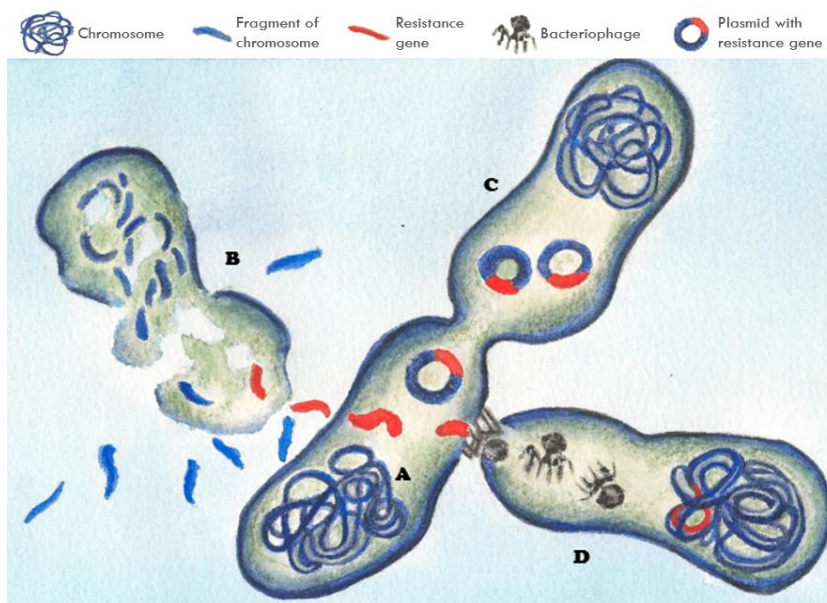 Chromosome
Fragment of
chromosome
Resistance
gene
Bacteriophage
Plasmid with
resistance gene
C
B
A
D